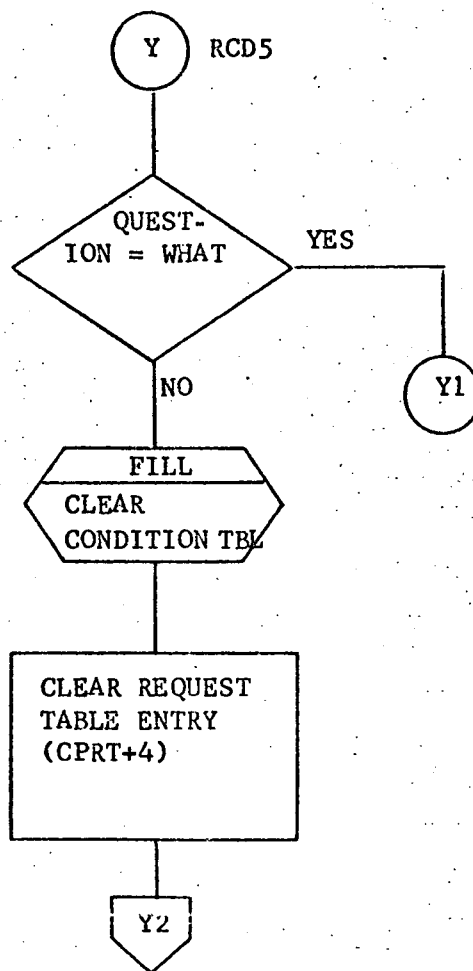 Y RCD5
QUEST-
ION = WHAT
YES
Y1
NO
FILL
CLEAR
CONDITION TBL
CLEAR REQUEST
TABLE ENTRY
(CPRT+4)
Y2